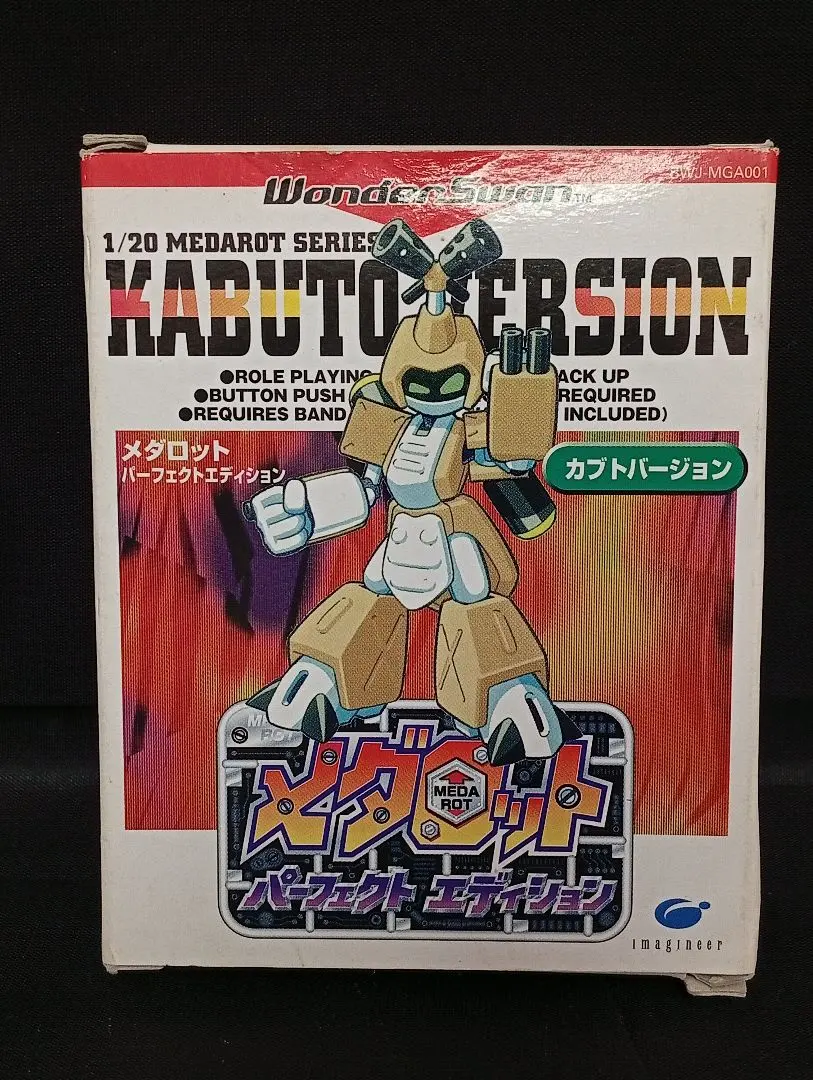 WonderSwan™
SWJ-MGA001
1/20 MEDAROT SERIES
KABUTO VERSION
●ROLE PLAYING ACK UP
●BUTTON PUSH REQUIRED
●REQUIRES BAND INCLUDED)
メダロット
パーフェクトエディション
カブトバージョン
メダロット
MEDA
ROT
パーフェクト エディション
imagineer